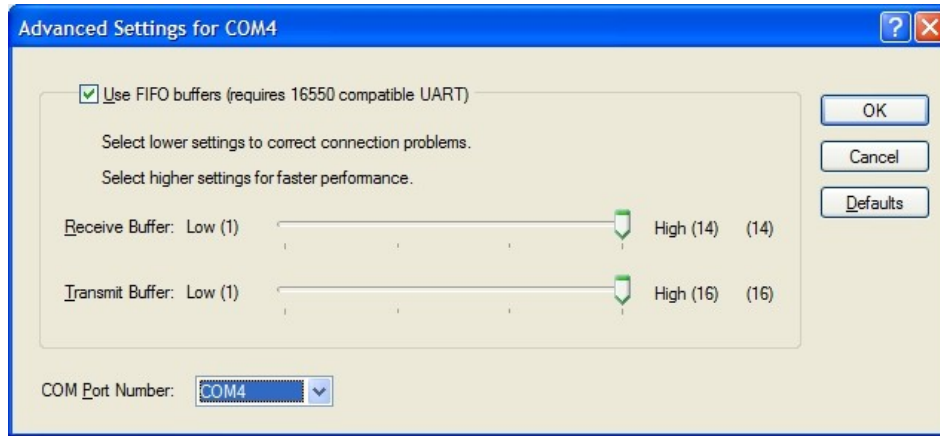 Advanced Settings for COM4
Use FIFO buffers (requires 16550 compatible UART)
OK
Select lower settings to correct connection problems.
Cancel
Select higher settings for faster performance.
Defaults
Receive Buffer: Low (1) High (14) (14)
Transmit Buffer: Low (1) High (16) (16)
COM Port Number: COM4